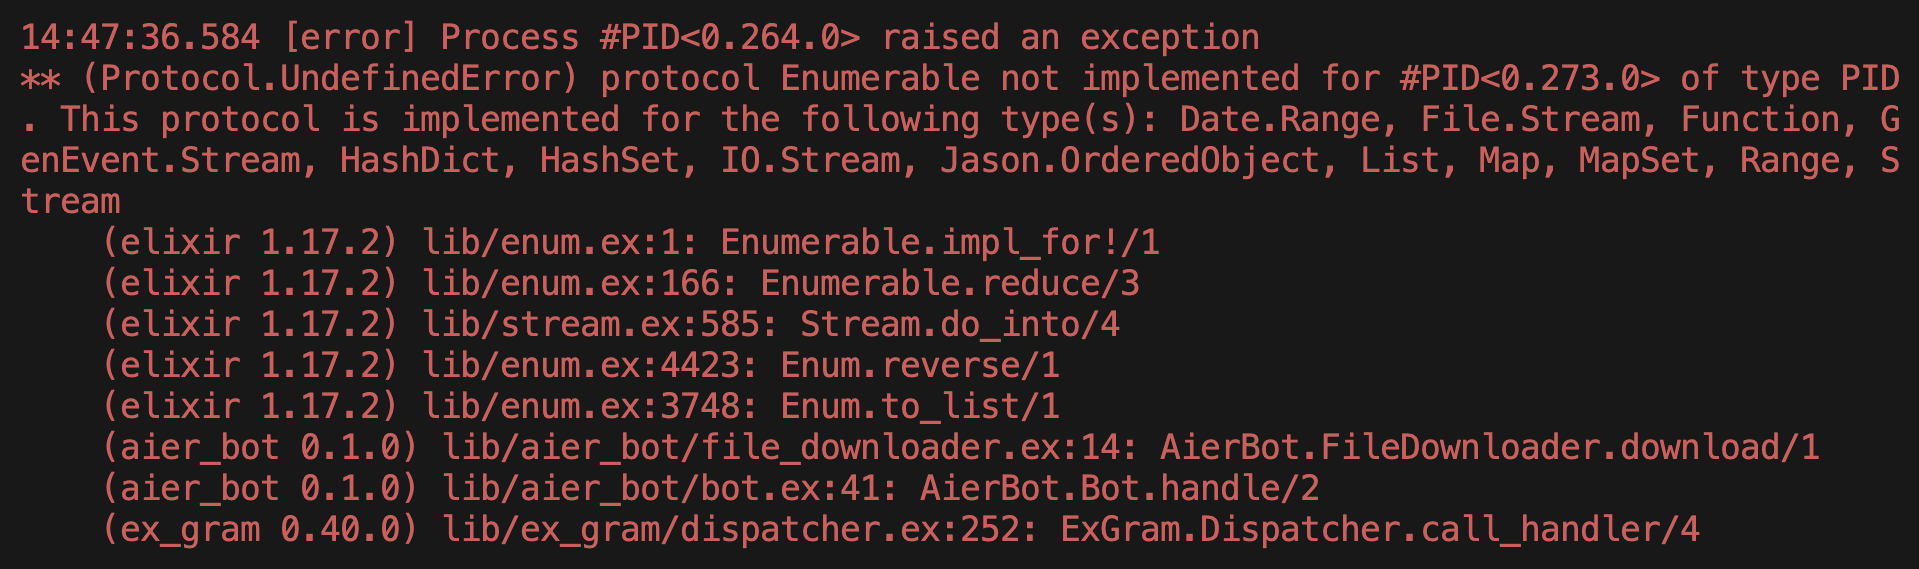 14:47:36.584 [error] Process #PID<0.264.0> raised an exception
** (Protocol.UndefinedError) protocol Enumerable not implemented for #PID<0.273.0> of type PID
. This protocol is implemented for the following type(s): Date.Range, File.Stream, Function, G
enEvent.Stream, HashDict, HashSet, IO.Stream, Jason.OrderedObject, List, Map, MapSet, Range, S
tream
    (elixir 1.17.2) lib/enum.ex:1: Enumerable.impl_for!/1
    (elixir 1.17.2) lib/enum.ex:166: Enumerable.reduce/3
    (elixir 1.17.2) lib/stream.ex:585: Stream.do_into/4
    (elixir 1.17.2) lib/enum.ex:4423: Enum.reverse/1
    (elixir 1.17.2) lib/enum.ex:3748: Enum.to_list/1
    (aier_bot 0.1.0) lib/aier_bot/file_downloader.ex:14: AierBot.FileDownloader.download/1
    (aier_bot 0.1.0) lib/aier_bot/bot.ex:41: AierBot.Bot.handle/2
    (ex_gram 0.40.0) lib/ex_gram/dispatcher.ex:252: ExGram.Dispatcher.call_handler/4